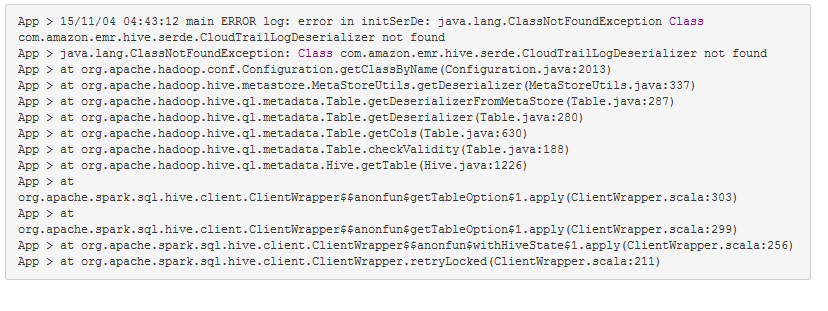 App > 15/11/04 04:43:12 main ERROR log: error in initSerDe: java.lang.ClassNotFoundException Class
com.amazon.emr.hive.serde.CloudTrailLogDeserializer not found
App > java.lang.ClassNotFoundException: Class com.amazon.emr.hive.serde.CloudTrailLogDeserializer not found
App > at org.apache.hadoop.conf.Configuration.getClassByName(Configuration.java:2013)
App > at org.apache.hadoop.hive.metastore.MetaStoreUtils.getDeserializer(MetaStoreUtils.java:337)
App > at org.apache.hadoop.hive.ql.metadata.Table.getDeserializerFromMetaStore(Table.java:287)
App > at org.apache.hadoop.hive.ql.metadata.Table.getDeserializer(Table.java:280)
App > at org.apache.hadoop.hive.ql.metadata.Table.getCols(Table.java:630)
App > at org.apache.hadoop.hive.ql.metadata.Table.checkValidity(Table.java:188)
App > at org.apache.hadoop.hive.ql.metadata.Hive.getTable(Hive.java:1226)
App > at
org.apache.spark.sql.hive.client.ClientWrapper$$anonfun$getTableOption$1.apply(ClientWrapper.scala:303)
App > at
org.apache.spark.sql.hive.client.ClientWrapper$$anonfun$getTableOption$1.apply(ClientWrapper.scala:299)
App > at org.apache.spark.sql.hive.client.ClientWrapper$$anonfun$withHiveState$1.apply(ClientWrapper.scala:256)
App > at org.apache.spark.sql.hive.client.ClientWrapper.retryLocked(ClientWrapper.scala:211)